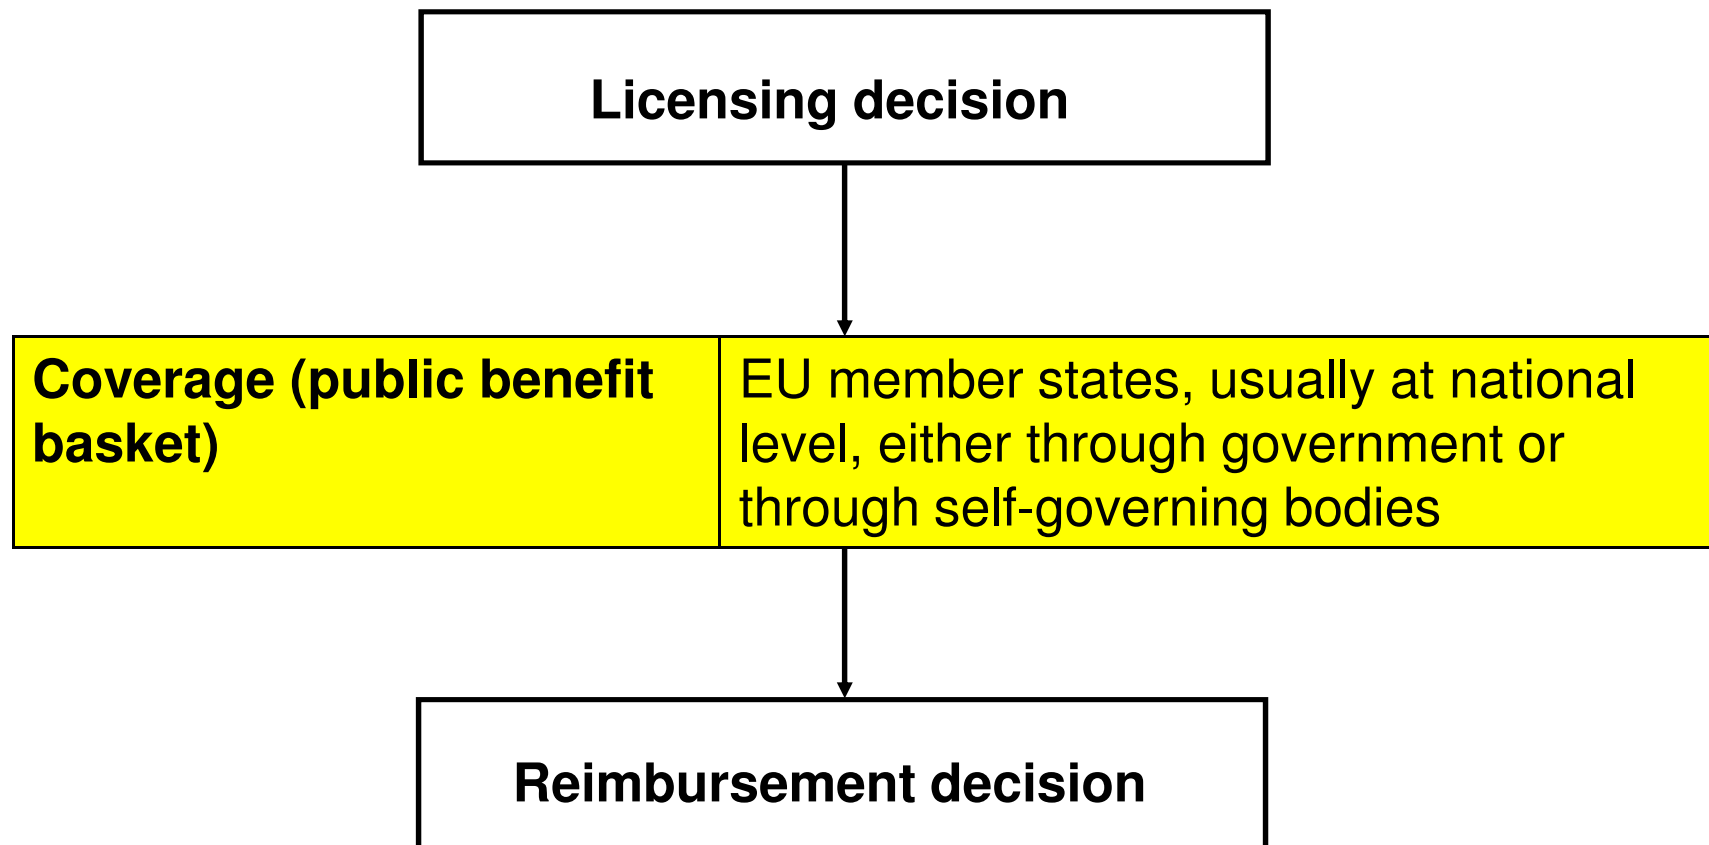 Licensing decision
Coverage (public benefit
basket)
EU member states, usually at national
level, either through government or
through self-governing bodies
Reimbursement decision